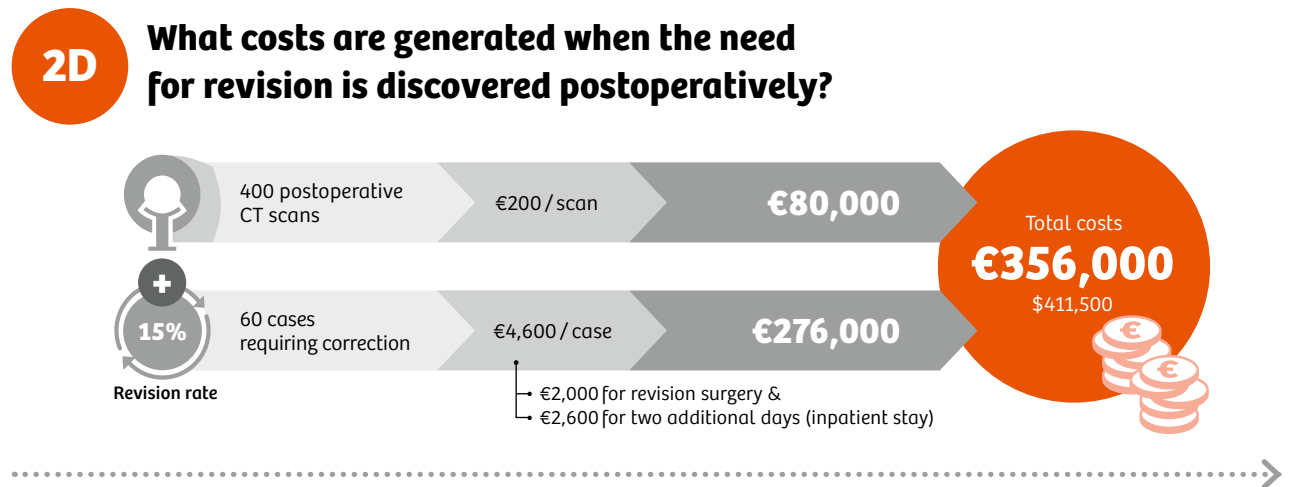 2D
What costs are generated when the need
for revision is discovered postoperatively?
400 postoperative
CT scans
€200 / scan
€80,000
Total costs
€356,000
$411,500
+
15%
Revision rate
60 cases
requiring correction
€4,600 / case
€276,000
€2,000 for revision surgery &
€2,600 for two additional days (inpatient stay)
€
€